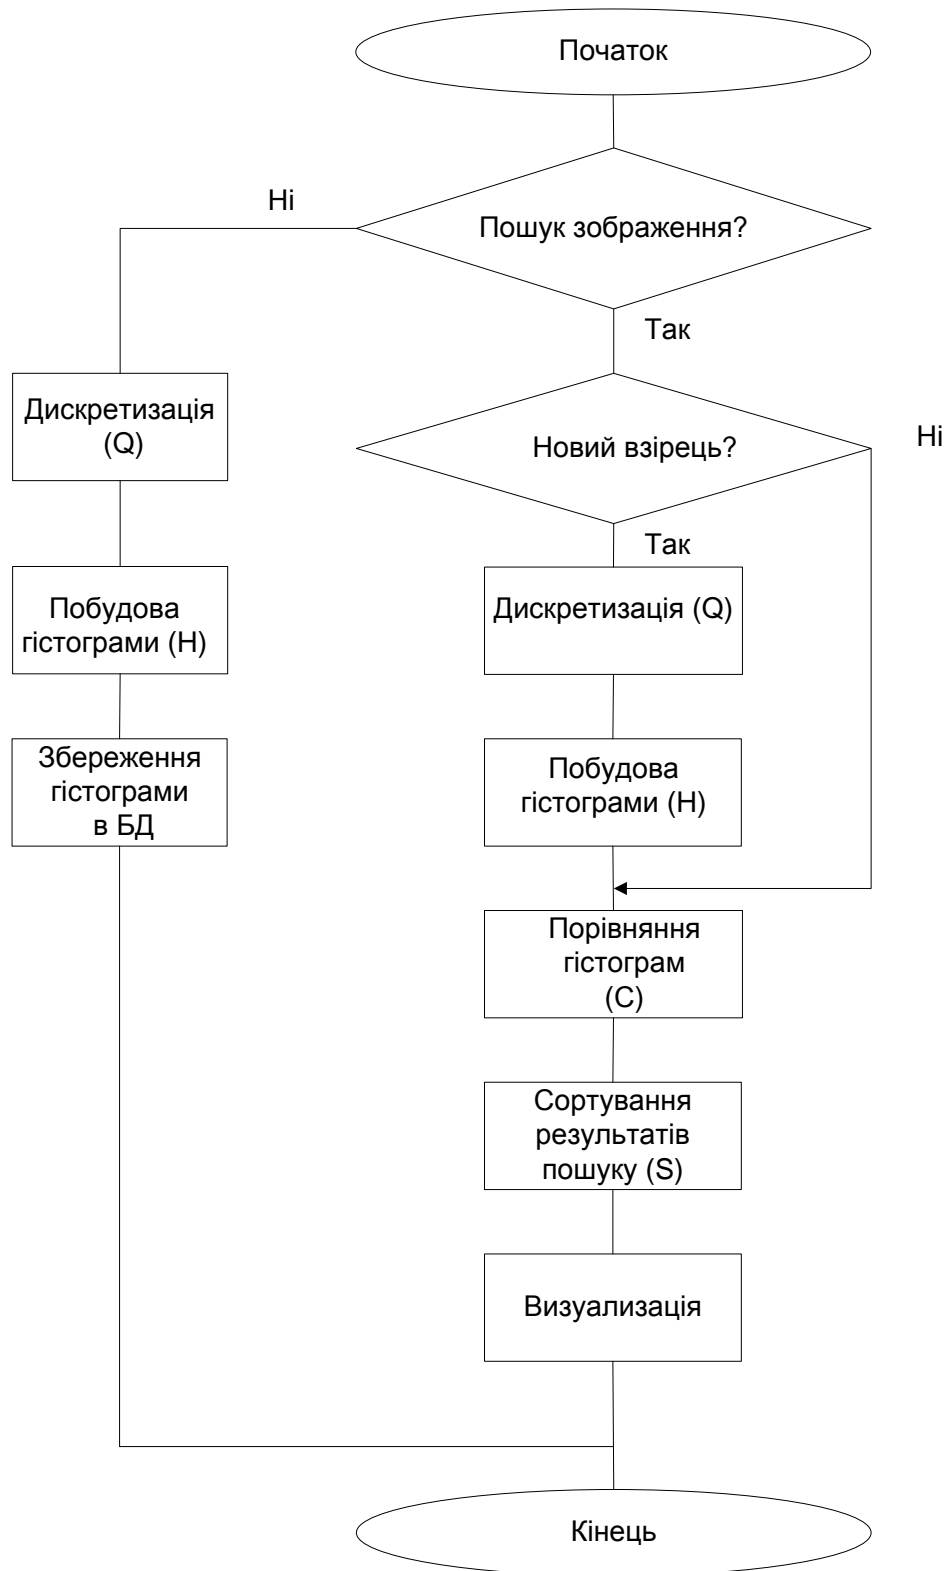 Початок
Ні
Пошук зображення?
Так
Дискретизація
(Q)
Новий взірець?
Ні
Так
Побудова
гістограми (H)
Дискретизація (Q)
Збереження
гістограми
в БД
Побудова
гістограми (H)
Порівняння
гістограм
(C)
Сортування
результатів
пошуку (S)
Визуализація
Кінець